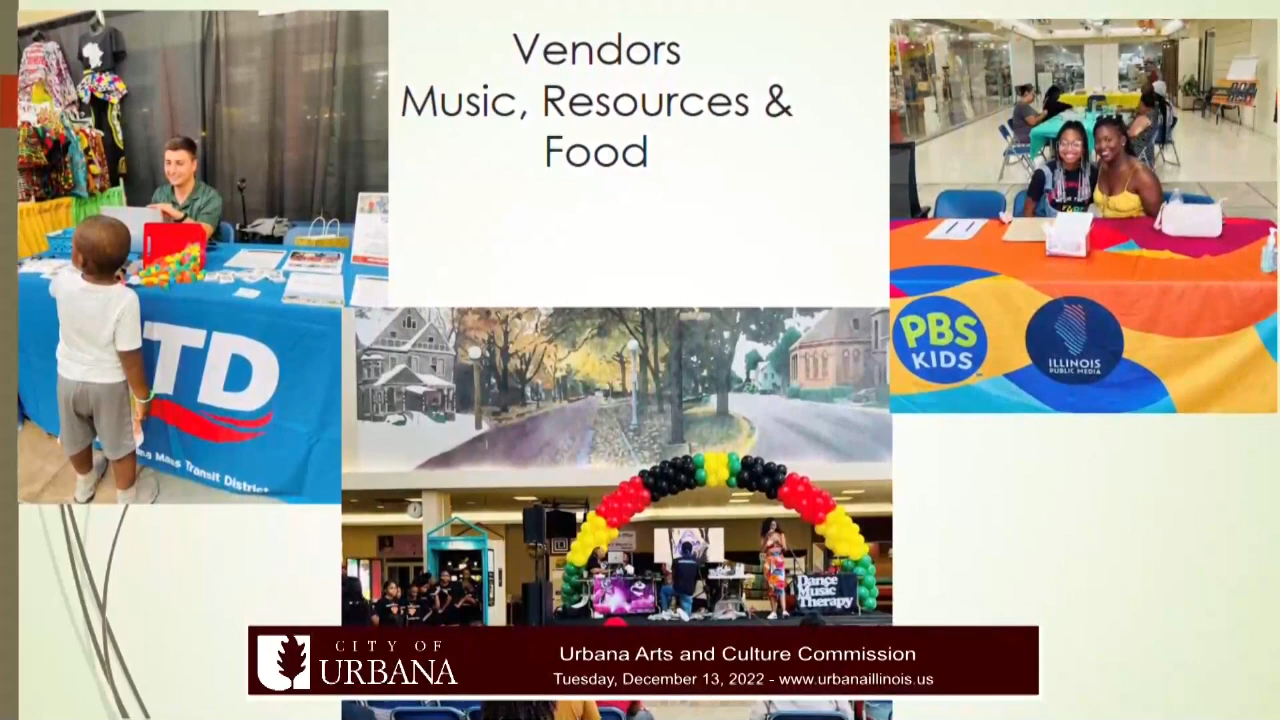 Vendors
Music, Resources &
Food
TD
Mass Transit District
PBS
KIDS
ILLINOIS
PUBLIC MEDIA
Dance
Music
Therapy
CITY OF
URBANA
Urbana Arts and Culture Commission
Tuesday, December 13, 2022 - www.urbanaillinois.us